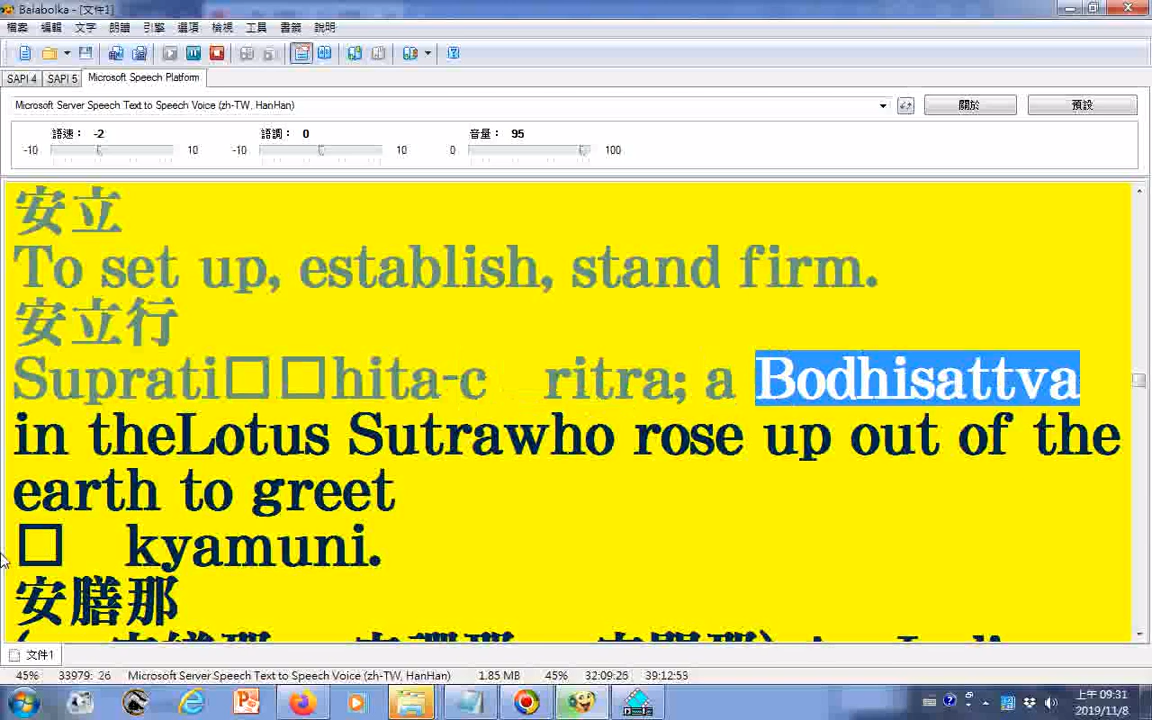 Balabolka - [文件1]
檔案 編輯 文字 朗讀 引擎 選項 檢視 工具 書籤 說明
SAPI 4 SAPI 5 Microsoft Speech Platform
Microsoft Server Speech Text to Speech Voice (zh-TW, HanHan) 關於 預設
語速： -2 語調： 0 音量： 95
-10 10 -10 10 0 100
安立
To set up, establish, stand firm.
安立行
Suprati□□hita-c ritra; a Bodhisattva
in theLotus Sutrawho rose up out of the
earth to greet
□ kyamuni.
安膳那
文件1
45% 33979: 26 Microsoft Server Speech Text to Speech Voice (zh-TW, HanHan) 1.85 MB 45% 32:09:25 39:12:53
上午 09:31
2019/11/8